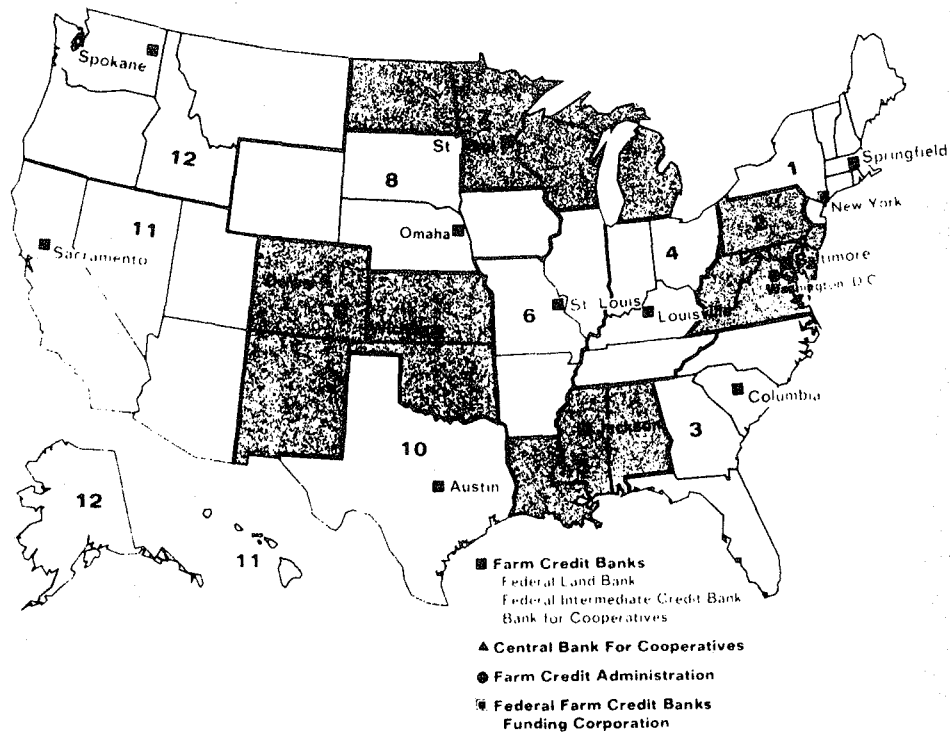 Spokane
12
St
8
11
Omaha
Sacramento
1
Springfield
New York
4
Washington, D.C.
6
St. Louis
Louisville
Columbia
Jackson
3
10
Austin
12
11
Farm Credit Banks
Federal Land Bank
Federal Intermediate Credit Bank
Bank for Cooperatives
Central Bank For Cooperatives
Farm Credit Administration
Federal Farm Credit Banks
Funding Corporation